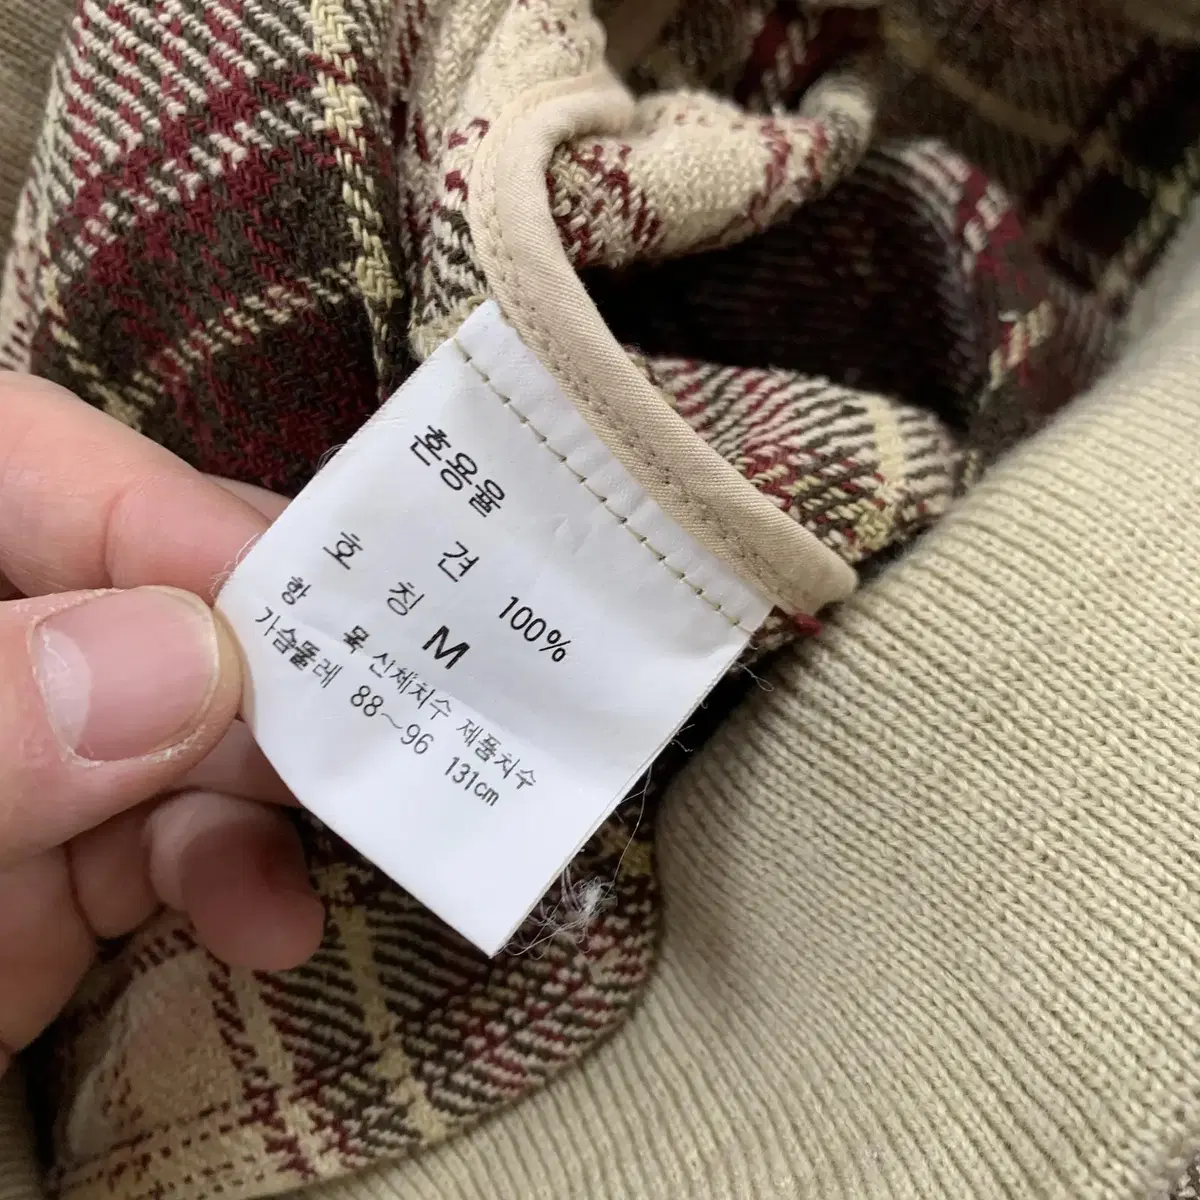 혼용율
견 100%
호 칭 M
항 목 신체치수 제품치수
가슴둘레 88~96 131cm